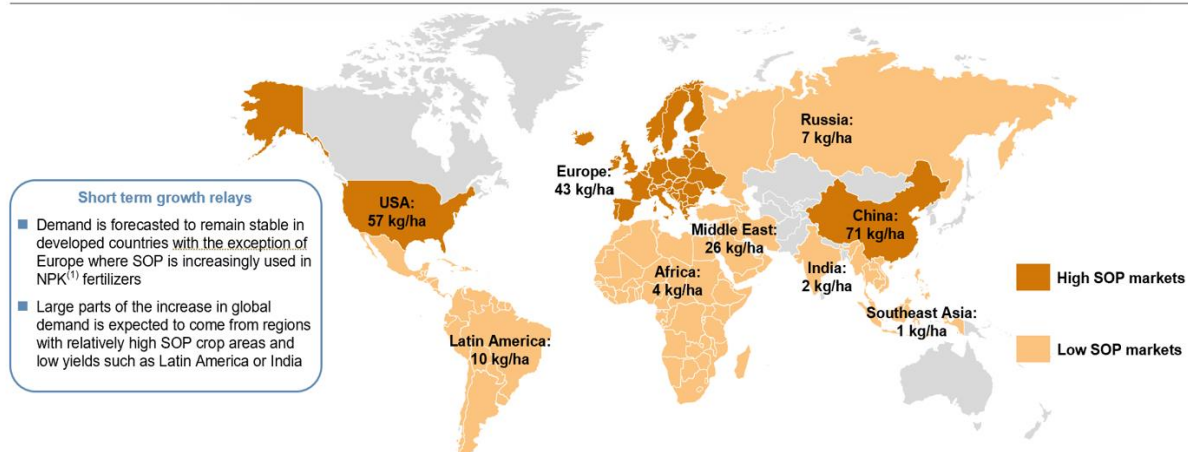 Short term growth relays
Demand is forecasted to remain stable in
developed countries with the exception of
Europe where SOP is increasingly used in
NPK(1) fertilizers
Large parts of the increase in global
demand is expected to come from regions
with relatively high SOP crop areas and
low yields such as Latin America or India
USA:
57 kg/ha
Latin America:
10 kg/ha
Europe:
43 kg/ha
Africa:
4 kg/ha
Middle East:
26 kg/ha
Russia:
7 kg/ha
China:
71 kg/ha
India:
2 kg/ha
Southeast Asia:
1 kg/ha
High SOP markets
Low SOP markets